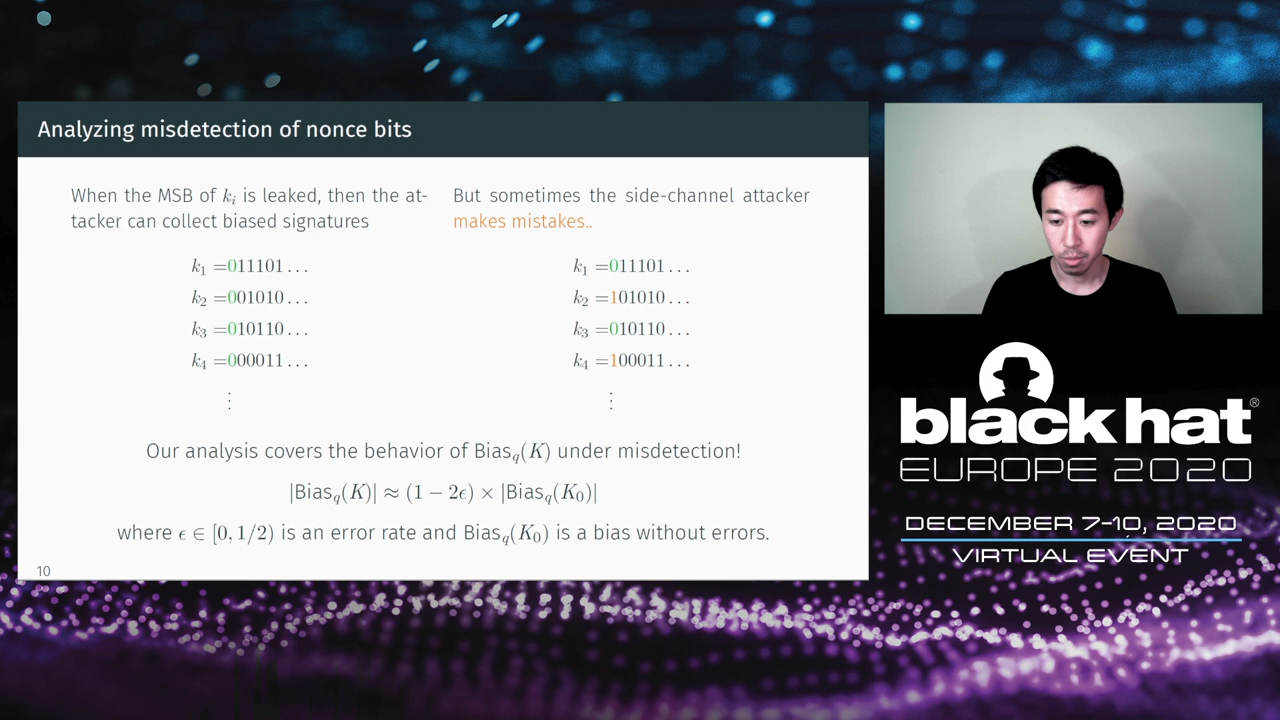 Analyzing misdetection of nonce bits
When the MSB of kᵢ is leaked, then the at-
tacker can collect biased signatures
k₁ =011101...
k₂ =001010...
k₃ =010110...
k₄ =000011...
⋮
But sometimes the side-channel attacker
makes mistakes..
k₁ =011101...
k₂ =101010...
k₃ =010110...
k₄ =100011...
⋮
Our analysis covers the behavior of Bias_q(K) under misdetection!
|Bias_q(K)| ≈ (1 − 2ϵ) × |Bias_q(K₀)|
where ϵ ∈ [0, 1/2) is an error rate and Bias_q(K₀) is a bias without errors.
10
black hat®
EUROPE 2020
DECEMBER 7-10, 2020
VIRTUAL EVENT